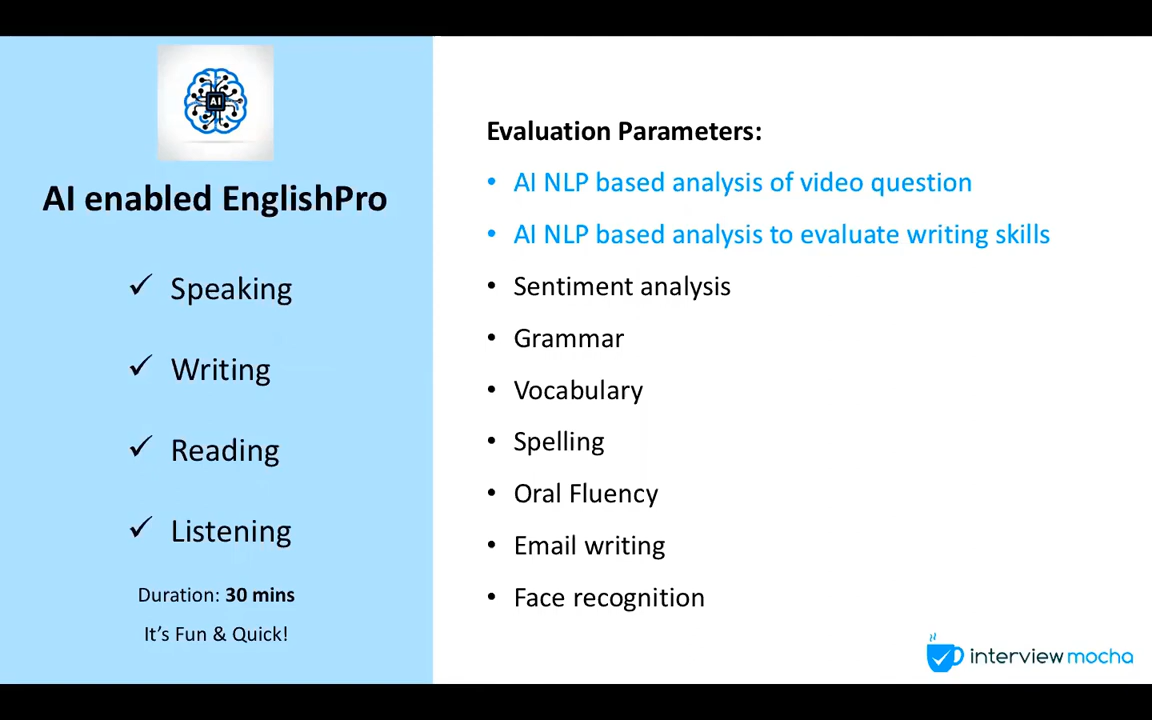 AI
AI enabled EnglishPro
✓ Speaking
✓ Writing
✓ Reading
✓ Listening
Duration: 30 mins
It's Fun & Quick!
Evaluation Parameters:
• AI NLP based analysis of video question
• AI NLP based analysis to evaluate writing skills
• Sentiment analysis
• Grammar
• Vocabulary
• Spelling
• Oral Fluency
• Email writing
• Face recognition
interview mocha